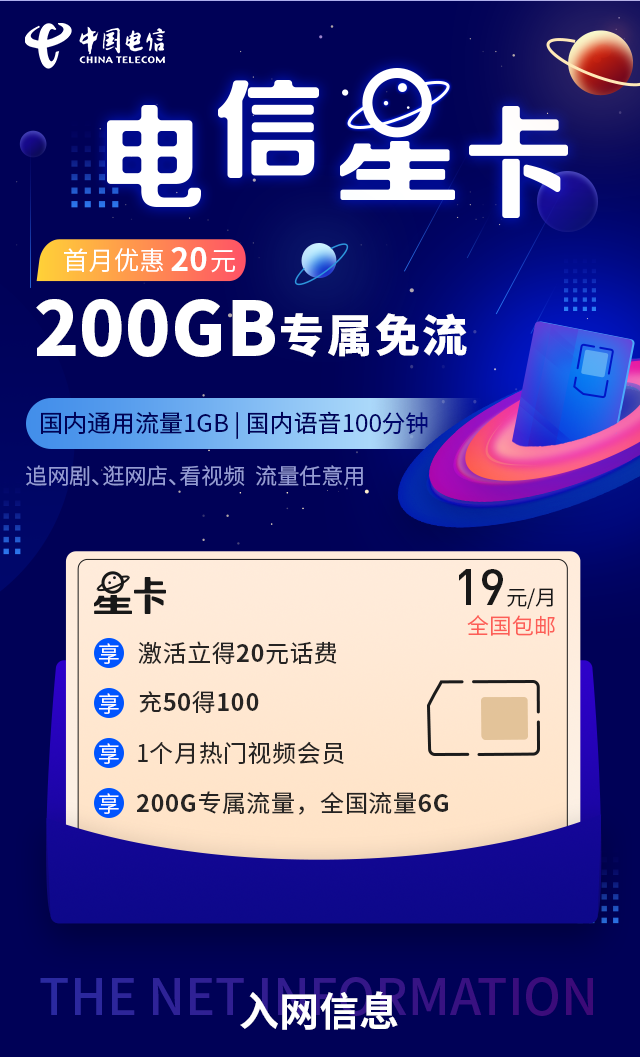 中国电信
CHINA TELECOM
电信星卡
首月优惠 20元
200GB专属免流
国内通用流量1GB | 国内语音100分钟
追网剧、逛网店、看视频 流量任意用
星卡
19元/月
全国包邮
享 激活立得20元话费
享 充50得100
享 1个月热门视频会员
享 200G专属流量，全国流量6G
THE NET INFORMATION
入网信息